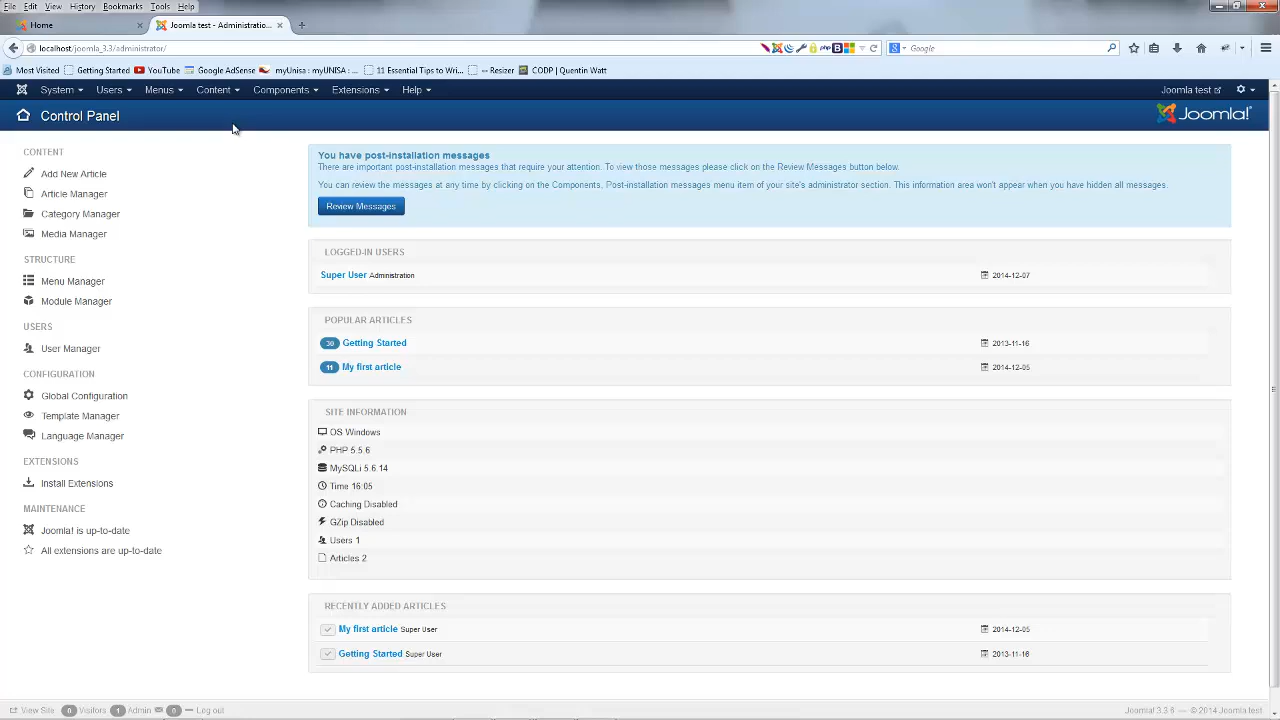 File Edit View History Bookmarks Tools Help
Home
Joomla test - Administratio...
localhost/joomla_3.3/administrator/
php
B
Google
Most Visited Getting Started YouTube Google AdSense myUnisa : myUNISA : ... 11 Essential Tips to Wri... -- Resizer CODP | Quentin Watt
System Users Menus Content Components Extensions Help
Joomla test
Control Panel
Joomla!
CONTENT
Add New Article
Article Manager
Category Manager
Media Manager
STRUCTURE
Menu Manager
Module Manager
USERS
User Manager
CONFIGURATION
Global Configuration
Template Manager
Language Manager
EXTENSIONS
Install Extensions
MAINTENANCE
Joomla! is up-to-date
All extensions are up-to-date
You have post-installation messages
There are important post-installation messages that require your attention. To view those messages please click on the Review Messages button below.
You can review the messages at any time by clicking on the Components, Post-installation messages menu item of your site's administrator section. This information area won't appear when you have hidden all messages.
Review Messages
LOGGED-IN USERS
Super User Administration 2014-12-07
POPULAR ARTICLES
30 Getting Started 2013-11-16
11 My first article 2014-12-05
SITE INFORMATION
OS Windows
PHP 5.5.6
MySQLi 5.6.14
Time 16:05
Caching Disabled
GZip Disabled
Users 1
Articles 2
RECENTLY ADDED ARTICLES
My first article Super User 2014-12-05
Getting Started Super User 2013-11-16
View Site 0 Visitors 1 Admin 0 Log out
Joomla! 3.3.6 — © 2014 Joomla test